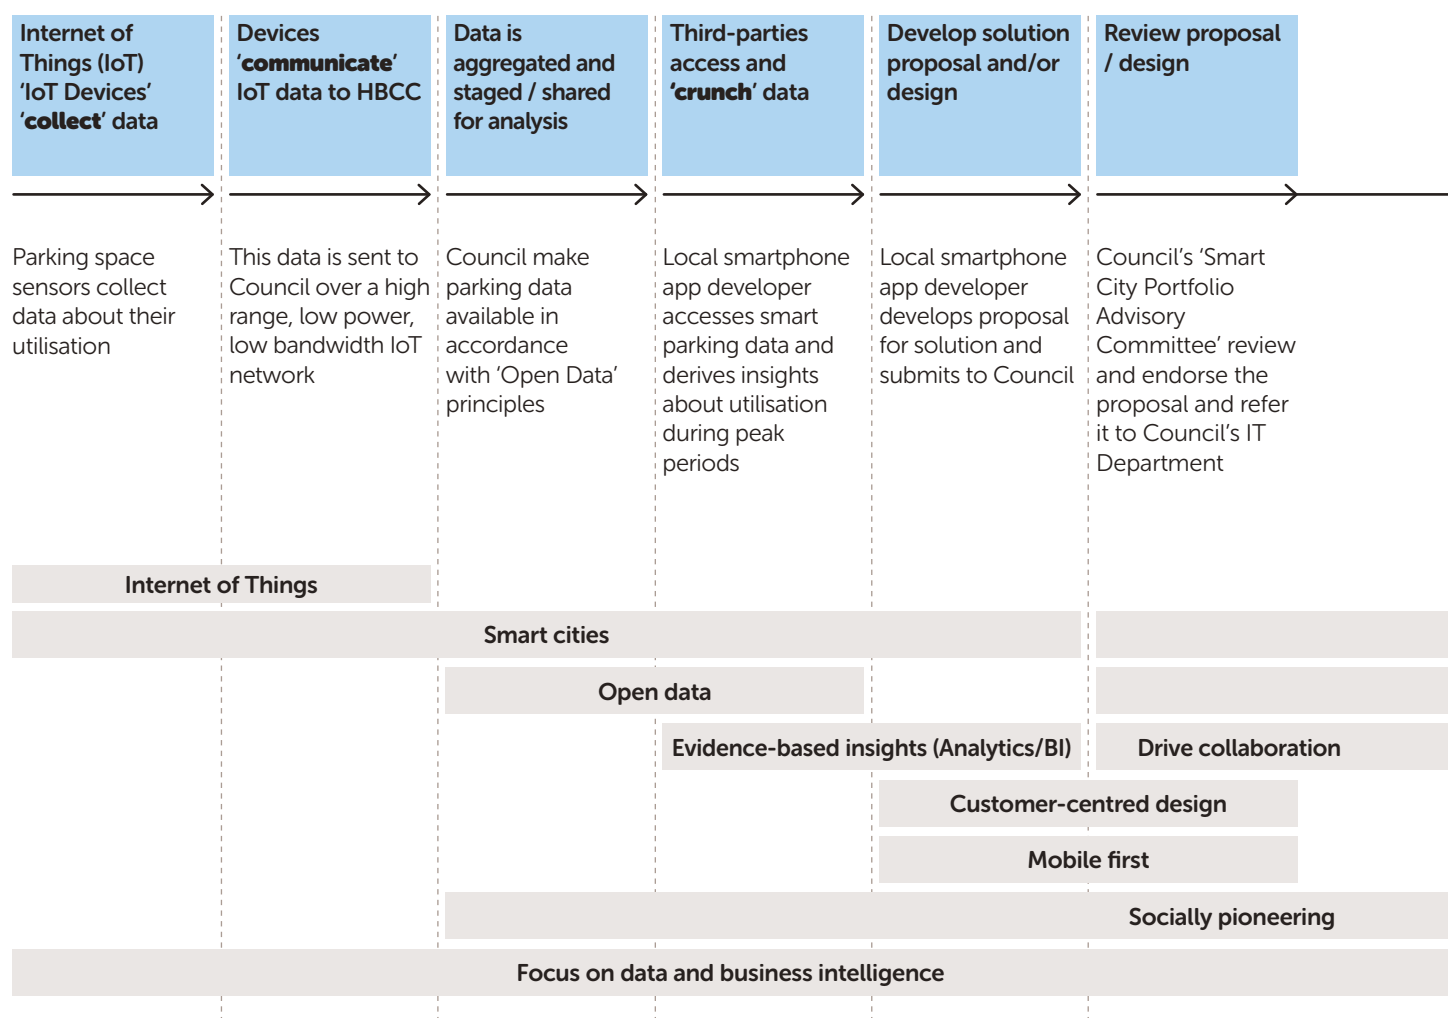 Internet of
Things (IoT)
‘IoT Devices’
‘collect’ data
Devices
‘communicate’
IoT data to HBCC
Data is
aggregated and
staged / shared
for analysis
Third-parties
access and
‘crunch’ data
Develop solution
proposal and/or
design
Review proposal
/ design
Parking space
sensors collect
data about their
utilisation
This data is sent to
Council over a high
range, low power,
low bandwidth IoT
network
Council make
parking data
available in
accordance
with ‘Open Data’
principles
Local smartphone
app developer
accesses smart
parking data and
derives insights
about utilisation
during peak
periods
Local smartphone
app developer
develops proposal
for solution and
submits to Council
Council’s ‘Smart
City Portfolio
Advisory
Committee’ review
and endorse the
proposal and refer
it to Council’s IT
Department
Internet of Things
Smart cities
Open data
Evidence-based insights (Analytics/BI)
Drive collaboration
Customer-centred design
Mobile first
Socially pioneering
Focus on data and business intelligence